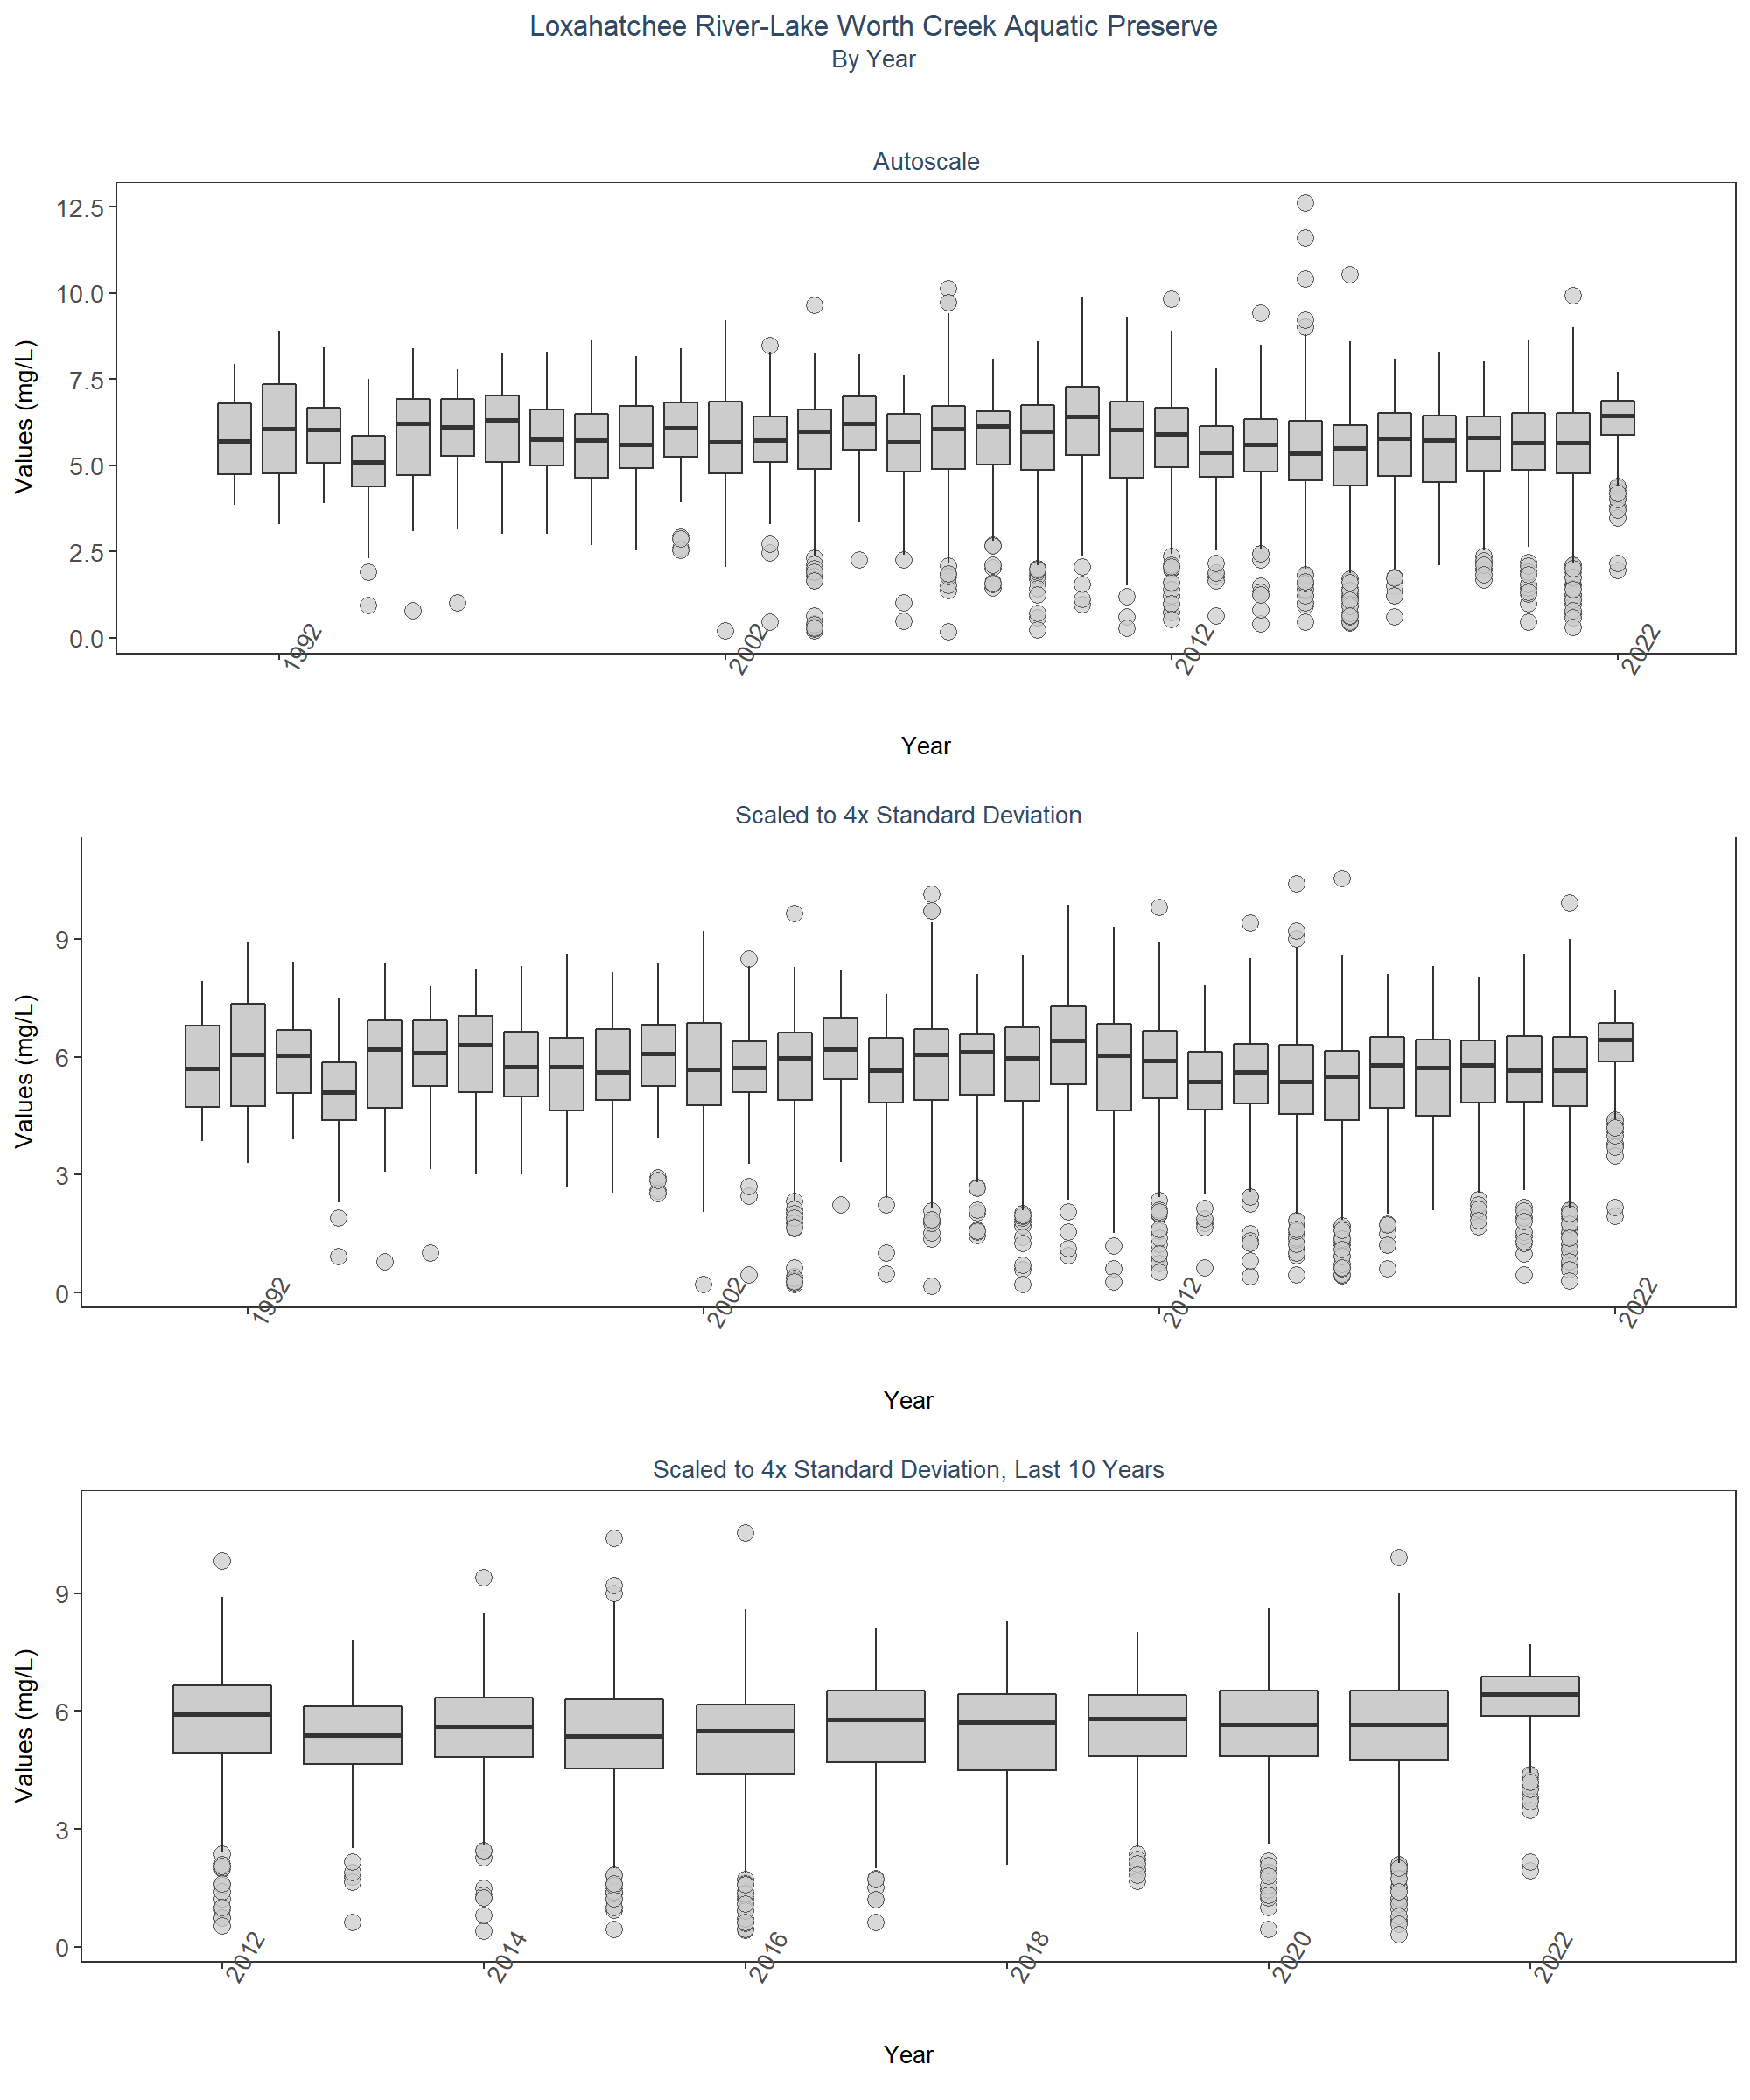 Loxahatchee River-Lake Worth Creek Aquatic Preserve
By Year
Autoscale
Values (mg/L)
12.5
10.0
7.5
5.0
2.5
0.0
1992
2002
2012
2022
Year
Scaled to 4x Standard Deviation
Values (mg/L)
9
6
3
0
1992
2002
2012
2022
Year
Scaled to 4x Standard Deviation, Last 10 Years
Values (mg/L)
9
6
3
0
2012
2014
2016
2018
2020
2022
Year